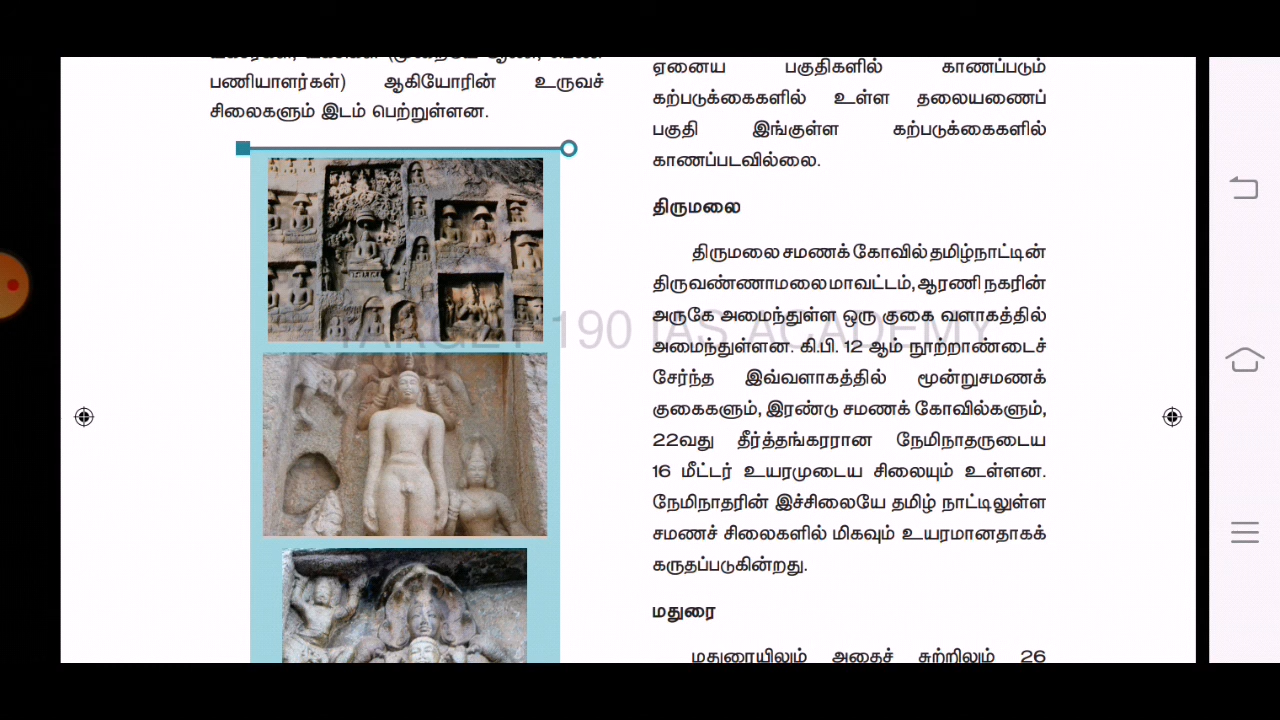 பணியாளர்கள்) ஆகியோரின் உருவச்
சிலைகளும் இடம் பெற்றுள்ளன.
ஏனைய பகுதிகளில் காணப்படும்
கற்படுக்கைகளில் உள்ள தலையணைப்
பகுதி இங்குள்ள கற்படுக்கைகளில்
காணப்படவில்லை.
திருமலை
திருமலை சமணக் கோவில் தமிழ்நாட்டின்
திருவண்ணாமலை மாவட்டம், ஆரணி நகரின்
அருகே அமைந்துள்ள ஒரு குகை வளாகத்தில்
அமைந்துள்ளன. கி.பி. 12 ஆம் நூற்றாண்டைச்
சேர்ந்த இவ்வளாகத்தில் மூன்றுசமணக்
குகைகளும், இரண்டு சமணக் கோவில்களும்,
22வது தீர்த்தங்கரரான நேமிநாதருடைய
16 மீட்டர் உயரமுடைய சிலையும் உள்ளன.
நேமிநாதரின் இச்சிலையே தமிழ் நாட்டிலுள்ள
சமணச் சிலைகளில் மிகவும் உயரமானதாகக்
கருதப்படுகின்றது.
மதுரை
மதுரையிலும் அதைச் சுற்றிலும் 26
TARGET 190 IAS ACADEMY